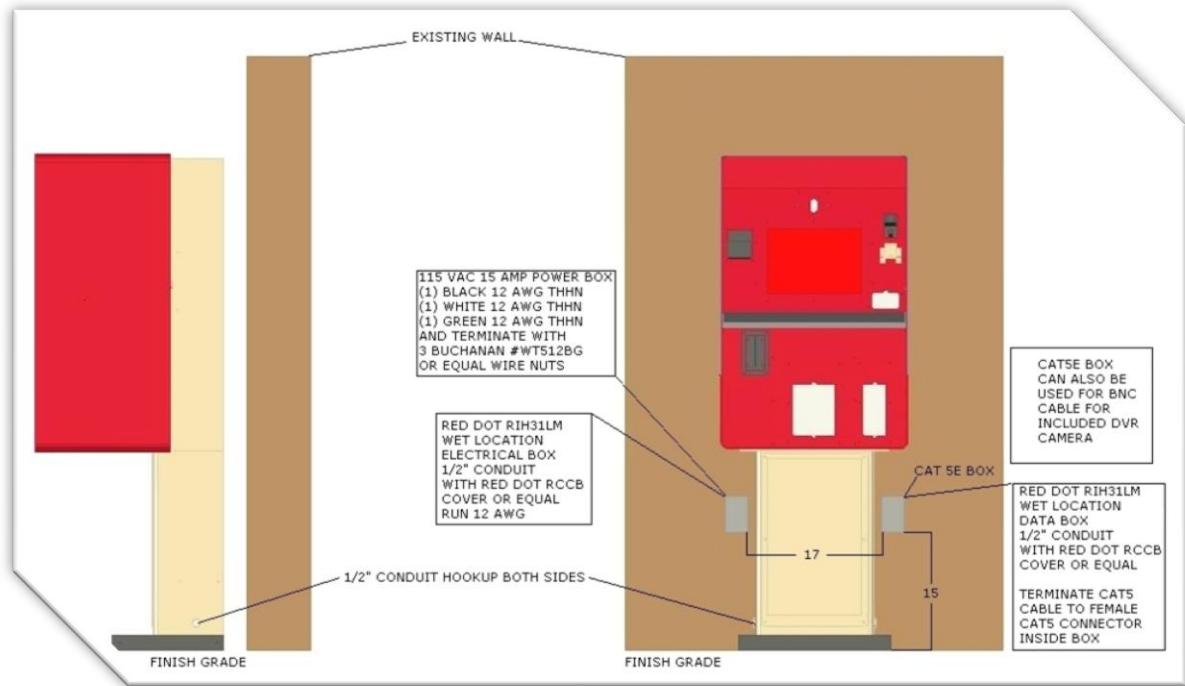 EXISTING WALL
115 VAC 15 AMP POWER BOX
(1) BLACK 12 AWG THHN
(1) WHITE 12 AWG THHN
(1) GREEN 12 AWG THHN
AND TERMINATE WITH
3 BUCHANAN #WT512BG
OR EQUAL WIRE NUTS
RED DOT RIH31LM
WET LOCATION
ELECTRICAL BOX
1/2" CONDUIT
WITH RED DOT RCCB
COVER OR EQUAL
RUN 12 AWG
CAT5E BOX
CAN ALSO BE
USED FOR BNC
CABLE FOR
INCLUDED DVR
CAMERA
CAT 5E BOX
RED DOT RIH31LM
WET LOCATION
DATA BOX
1/2" CONDUIT
WITH RED DOT RCCB
COVER OR EQUAL
TERMINATE CAT5
CABLE TO FEMALE
CAT5 CONNECTOR
INSIDE BOX
17
15
1/2" CONDUIT HOOKUP BOTH SIDES
FINISH GRADE
FINISH GRADE